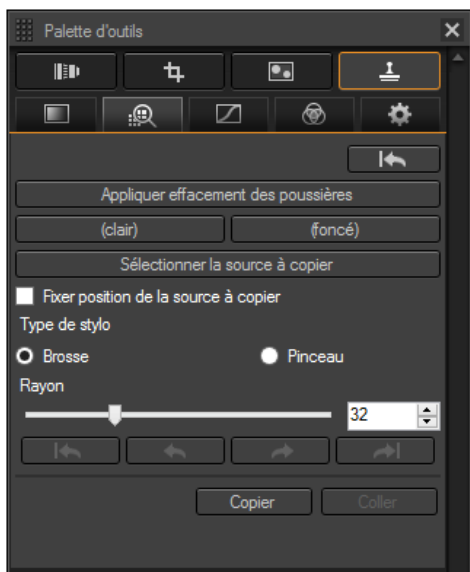 Palette d'outils
Appliquer effacement des poussières
(clair) (foncé)
Sélectionner la source à copier
Fixer position de la source à copier
Type de stylo
Brosse Pinceau
Rayon
32
Copier Coller